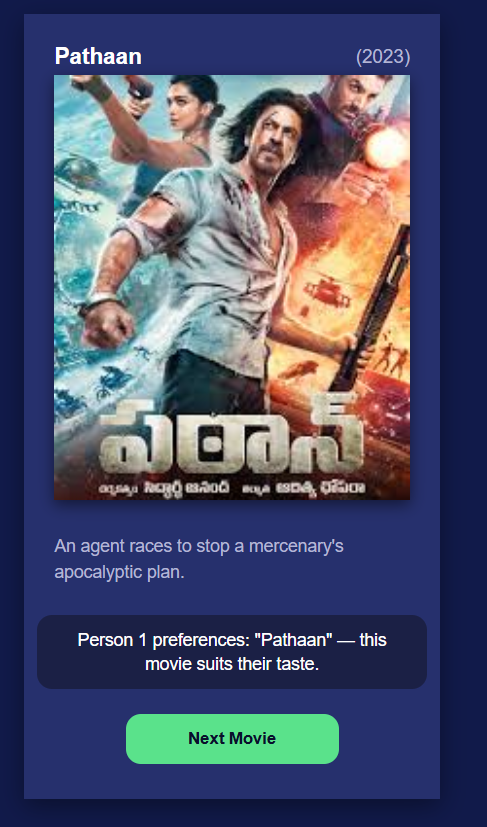 Pathaan (2023)
పఠాన్
దర్శకత్వం సిద్ధార్థ్ ఆనంద్ నిర్మాత ఆదిత్య చోప్రా
An agent races to stop a mercenary's
apocalyptic plan.
Person 1 preferences: "Pathaan" — this
movie suits their taste.
Next Movie